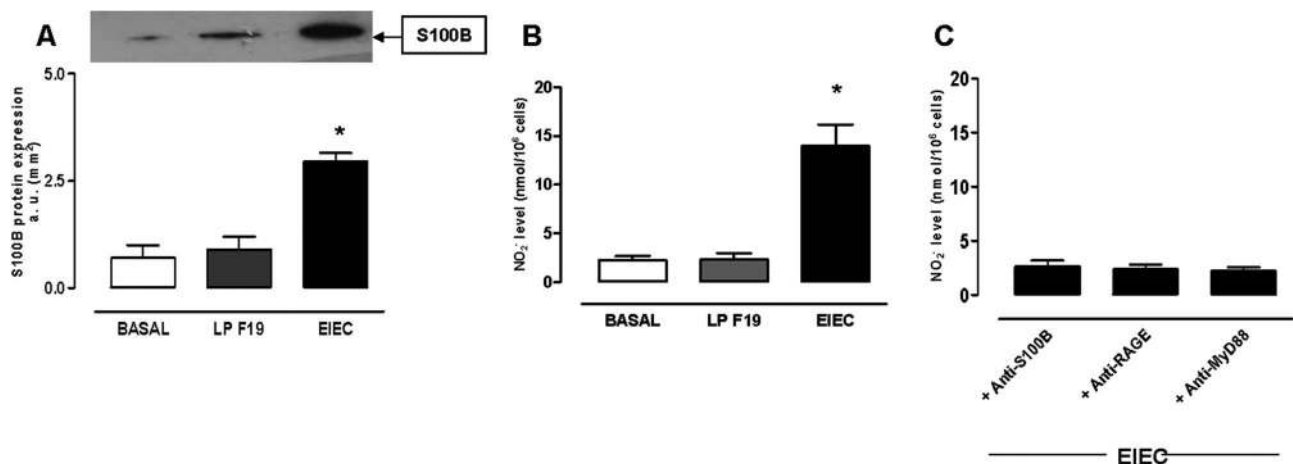 A
S100B
S100B protein expression
a. u. (mm²)
5.0
2.5
0.0
*
BASAL LP F19 EIEC
B
NO₂⁻ level (nmol/10⁶ cells)
20
15
10
5
0
*
BASAL LP F19 EIEC
C
NO₂⁻ level (nmol/10⁶ cells)
20
15
10
5
0
+ Anti-S100B
+ Anti-RAGE
+ Anti-MyD88
EIEC